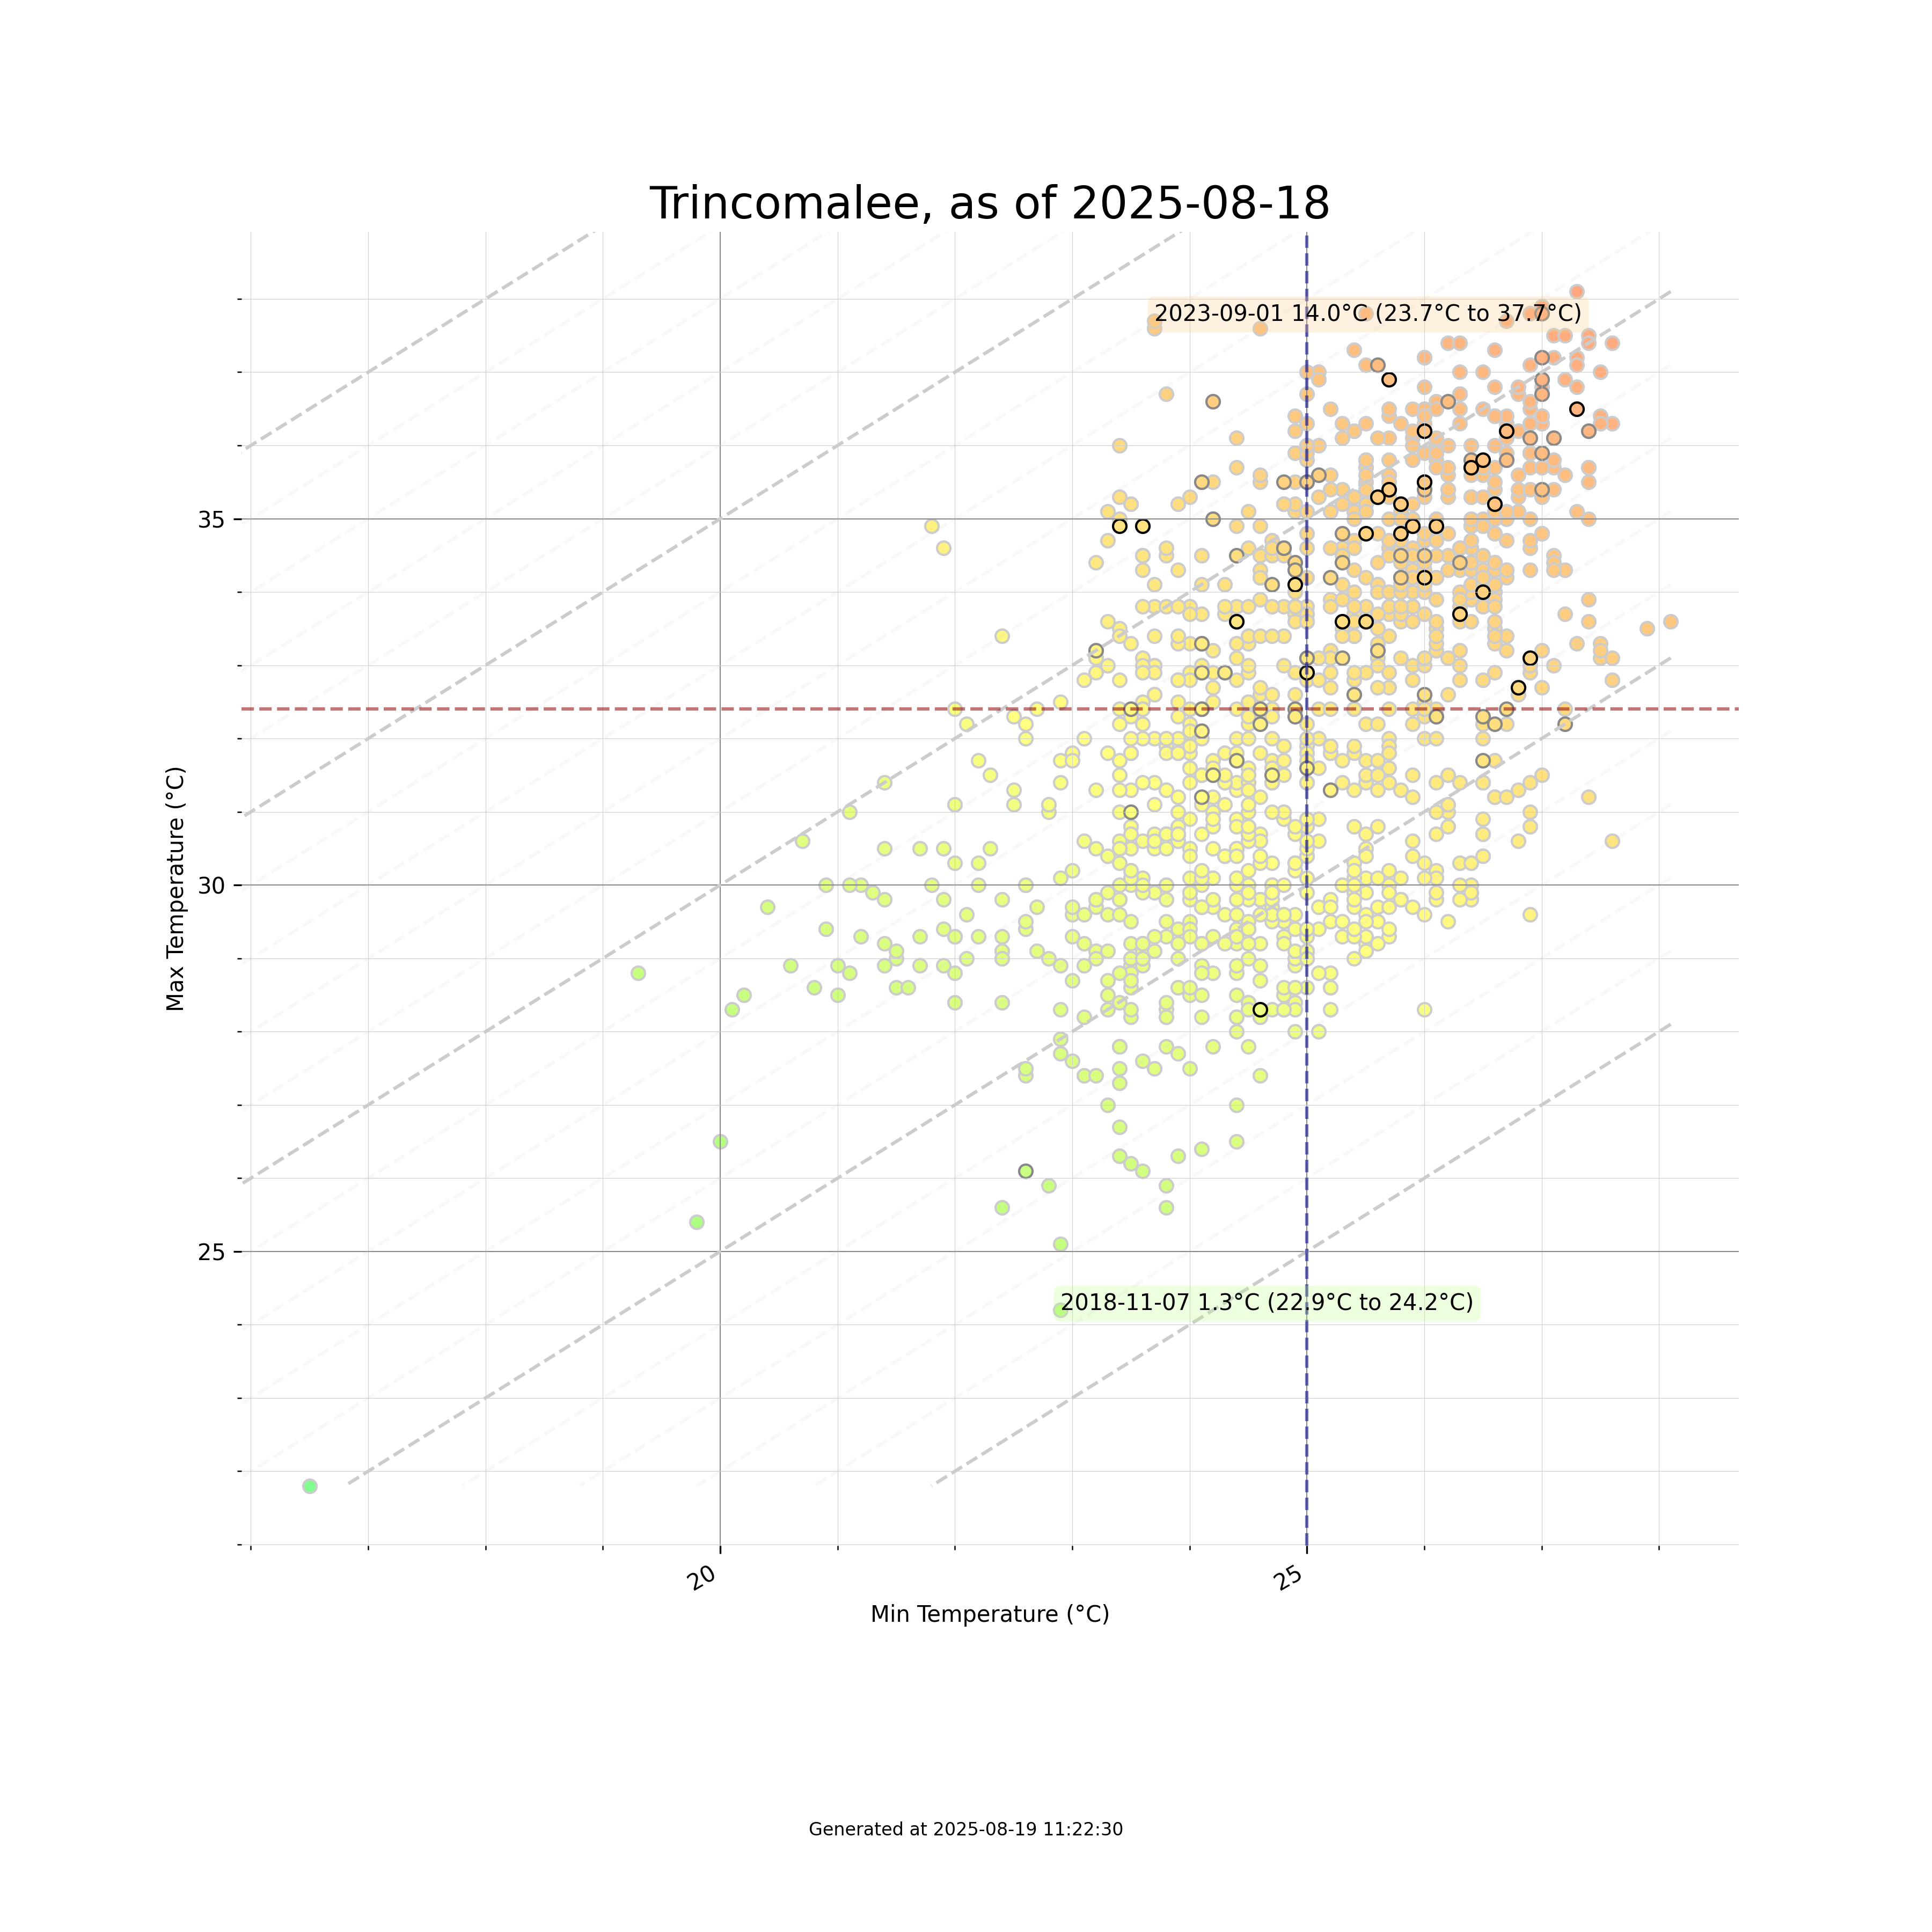 Trincomalee, as of 2025-08-18
2023-09-01 14.0°C (23.7°C to 37.7°C)
35
30
25
Max Temperature (°C)
2018-11-07 1.3°C (22.9°C to 24.2°C)
20
25
Min Temperature (°C)
Generated at 2025-08-19 11:22:30